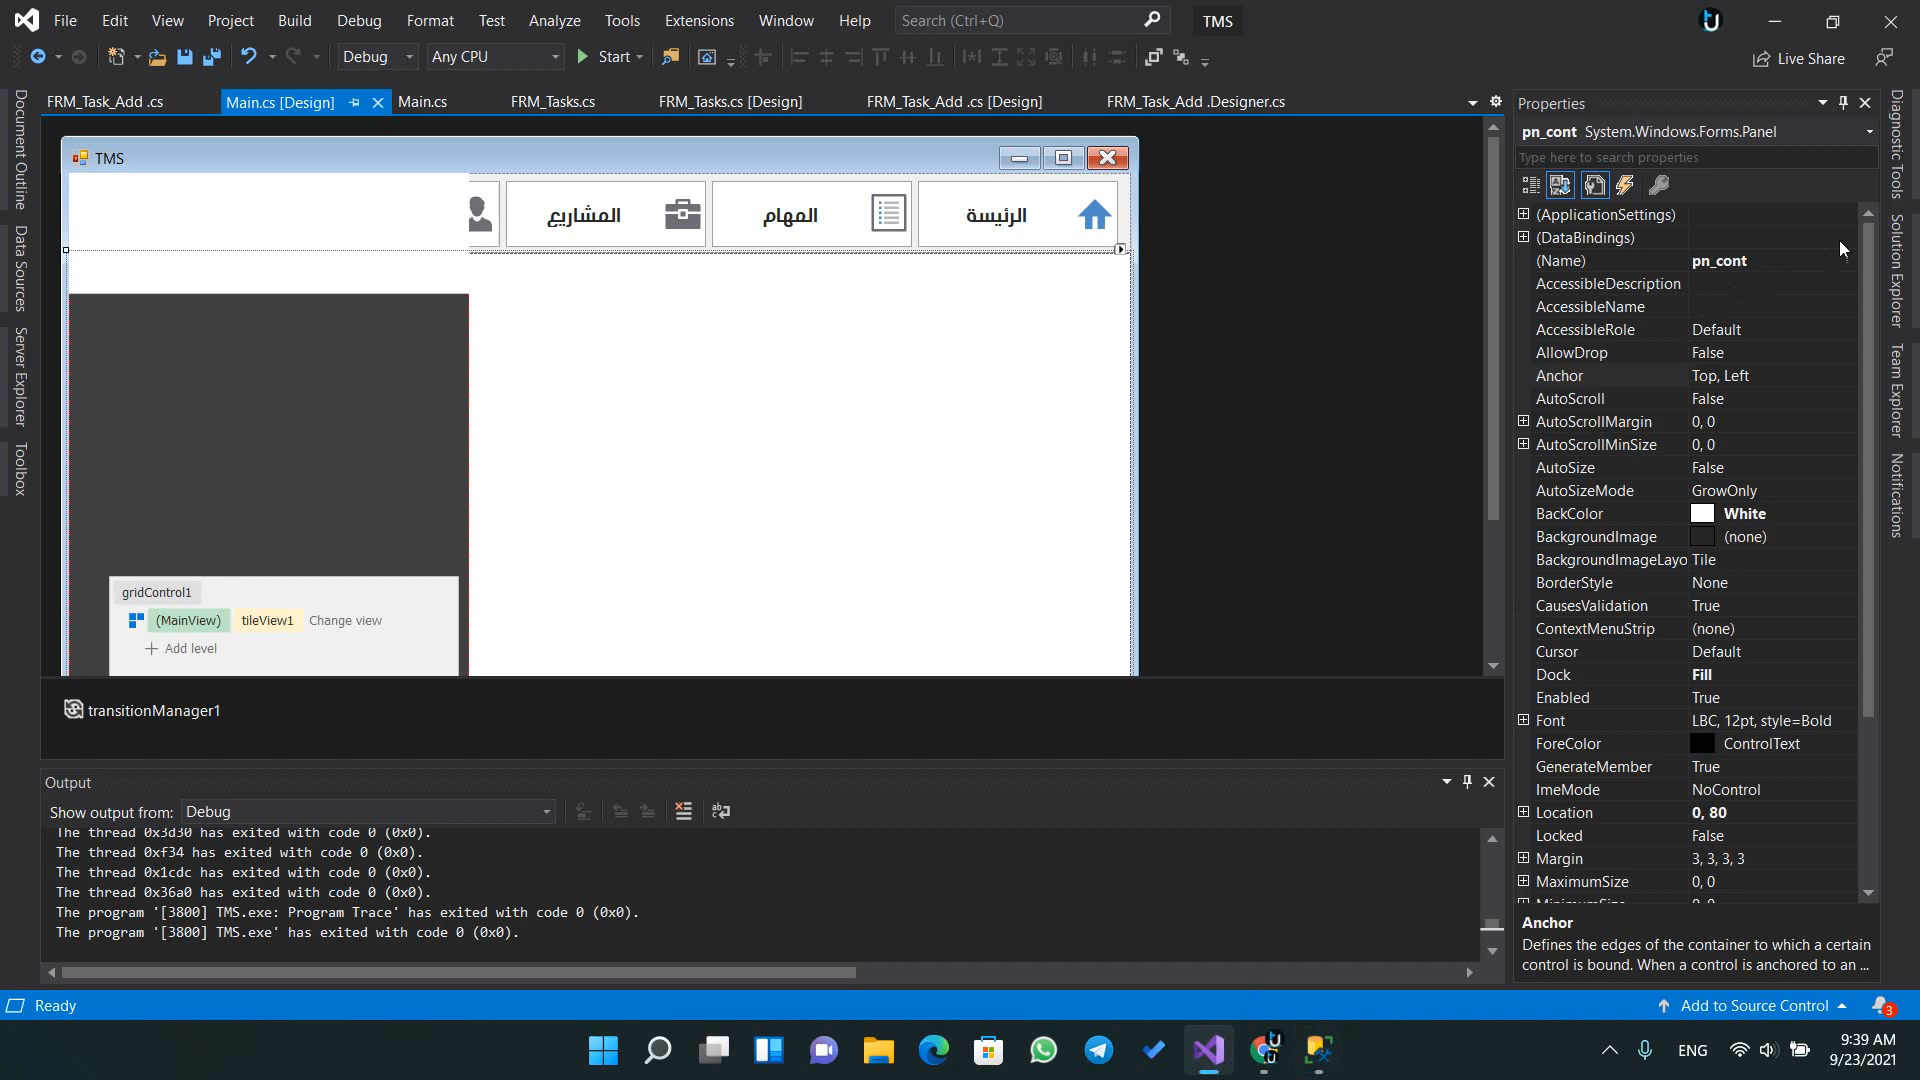 File Edit View Project Build Debug Format Test Analyze Tools Extensions Window Help Search (Ctrl+Q) TMS
Debug Any CPU Start Live Share
FRM_Task_Add .cs Main.cs [Design] Main.cs FRM_Tasks.cs FRM_Tasks.cs [Design] FRM_Task_Add .cs [Design] FRM_Task_Add .Designer.cs
Document Outline
Data Sources
Server Explorer
Toolbox
TMS
الرئيسة
المهام
المشاريع
gridControl1
(MainView) tileView1 Change view
Add level
transitionManager1
Output
Show output from: Debug
The thread 0x3d30 has exited with code 0 (0x0).
The thread 0xf34 has exited with code 0 (0x0).
The thread 0x1cdc has exited with code 0 (0x0).
The thread 0x36a0 has exited with code 0 (0x0).
The program '[3800] TMS.exe: Program Trace' has exited with code 0 (0x0).
The program '[3800] TMS.exe' has exited with code 0 (0x0).
Properties
pn_cont System.Windows.Forms.Panel
Type here to search properties
(ApplicationSettings)
(DataBindings)
(Name) pn_cont
AccessibleDescription
AccessibleName
AccessibleRole Default
AllowDrop False
Anchor Top, Left
AutoScroll False
AutoScrollMargin 0, 0
AutoScrollMinSize 0, 0
AutoSize False
AutoSizeMode GrowOnly
BackColor White
BackgroundImage (none)
BackgroundImageLayo Tile
BorderStyle None
CausesValidation True
ContextMenuStrip (none)
Cursor Default
Dock Fill
Enabled True
Font LBC, 12pt, style=Bold
ForeColor ControlText
GenerateMember True
ImeMode NoControl
Location 0, 80
Locked False
Margin 3, 3, 3, 3
MaximumSize 0, 0
Anchor
Defines the edges of the container to which a certain
control is bound. When a control is anchored to an ...
Diagnostic Tools
Solution Explorer
Team Explorer
Notifications
Ready Add to Source Control 3
ENG 9:39 AM
9/23/2021